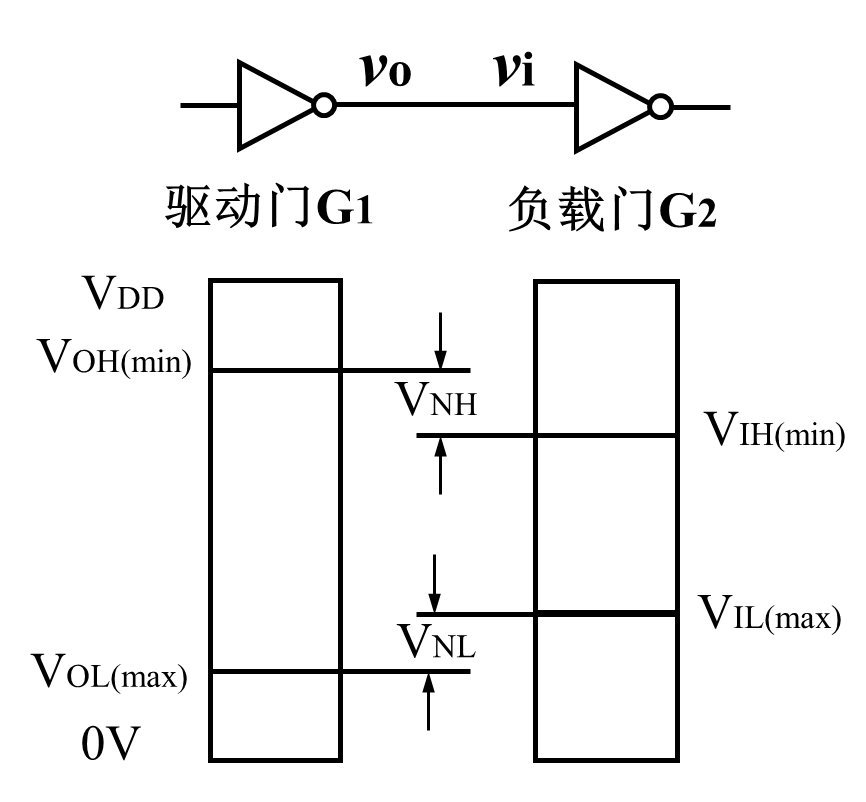 vo vi
驱动门G1 负载门G2
VDD
VOH(min)
VNH
VIH(min)
VIL(max)
VNL
VOL(max)
0V